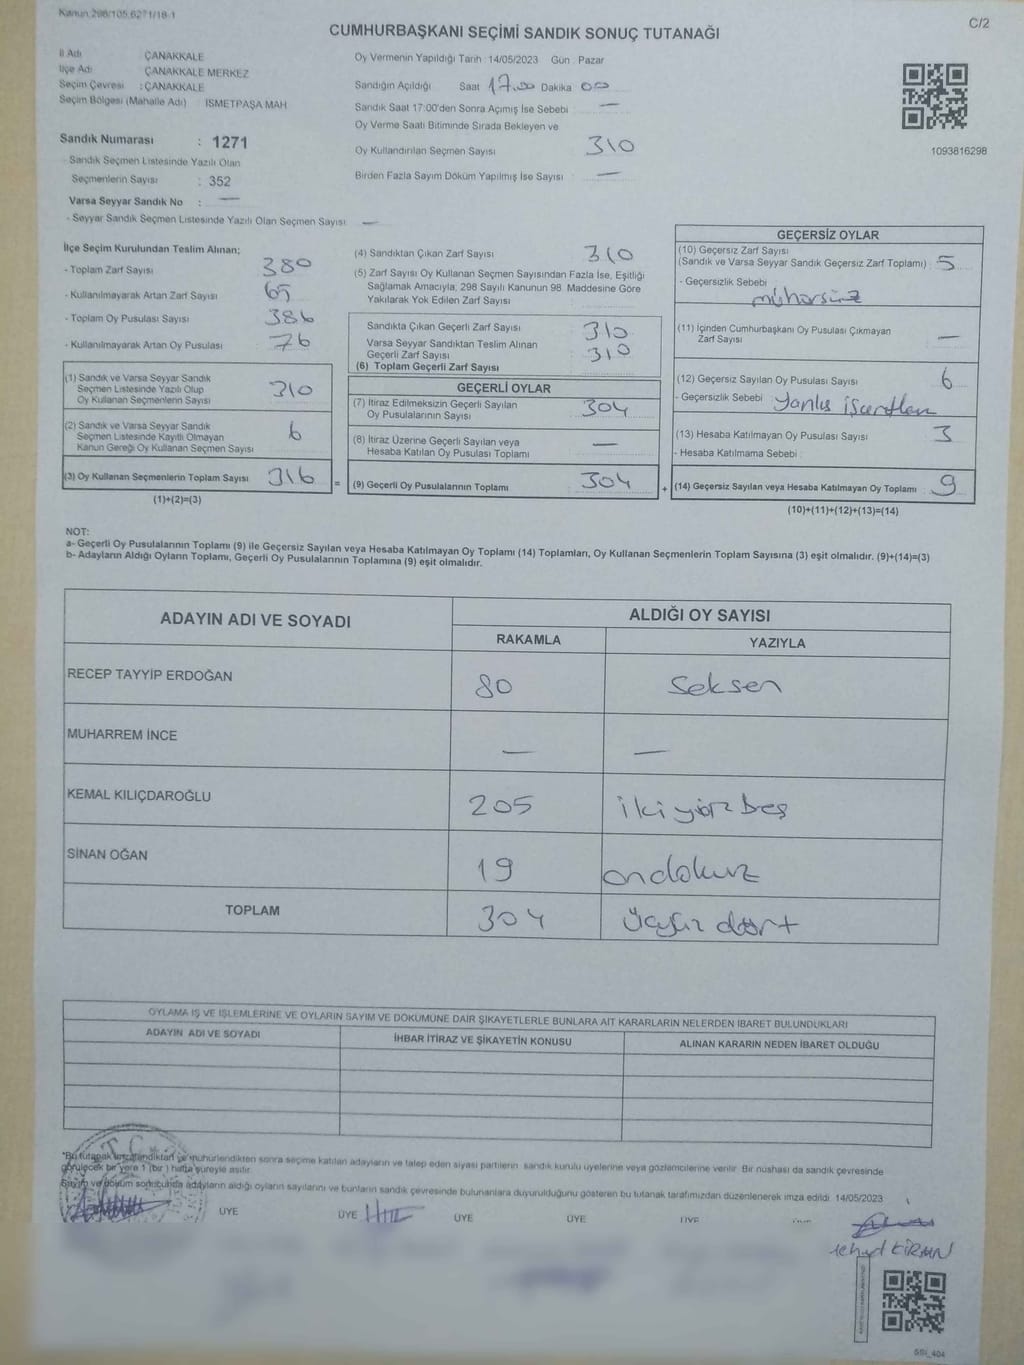 Kanun 298/105.6271/18-1
C/2
CUMHURBAŞKANI SEÇİMİ SANDIK SONUÇ TUTANAĞI
İl Adı ÇANAKKALE
İlçe Adı ÇANAKKALE MERKEZ
Seçim Çevresi : ÇANAKKALE
Seçim Bölgesi (Mahalle Adı) : İSMETPAŞA MAH
Sandık Numarası : 1271
- Sandık Seçmen Listesinde Yazılı Olan
Seçmenlerin Sayısı : 352
Varsa Seyyar Sandık No : —
- Seyyar Sandık Seçmen Listesinde Yazılı Olan Seçmen Sayısı —
Oy Vermenin Yapıldığı Tarih : 14/05/2023 Gün : Pazar
Sandığın Açıldığı Saat 17.00 Dakika 00
Sandık Saat 17:00'den Sonra Açmış İse Sebebi —
Oy Verme Saati Bitiminde Sırada Bekleyen ve
Oy Kullandırılan Seçmen Sayısı 310
Birden Fazla Sayım Döküm Yapılmış İse Sayısı : —
1093816298
İlçe Seçim Kurulundan Teslim Alınan;
- Toplam Zarf Sayısı 380
- Kullanılmayarak Artan Zarf Sayısı 65
- Toplam Oy Pusulası Sayısı 386
- Kullanılmayarak Artan Oy Pusulası 76
(1) Sandık ve Varsa Seyyar Sandık
Seçmen Listesinde Yazılı Olup
Oy Kullanan Seçmenlerin Sayısı 310
(2) Sandık ve Varsa Seyyar Sandık
Seçmen Listesinde Kayıtlı Olmayan
Kanun Gereği Oy Kullanan Seçmen Sayısı 6
(3) Oy Kullanan Seçmenlerin Toplam Sayısı 316 =
(1)+(2)=(3)
(4) Sandıktan Çıkan Zarf Sayısı 310
(5) Zarf Sayısı Oy Kullanan Seçmen Sayısından Fazla İse, Eşitliği
Sağlamak Amacıyla, 298 Sayılı Kanunun 98. Maddesine Göre
Yakılarak Yok Edilen Zarf Sayısı
Sandıkta Çıkan Geçerli Zarf Sayısı 310
Varsa Seyyar Sandıktan Teslim Alınan
Geçerli Zarf Sayısı 310
(6) Toplam Geçerli Zarf Sayısı
GEÇERLİ OYLAR
(7) İtiraz Edilmeksizin Geçerli Sayılan
Oy Pusulalarının Sayısı 304
(8) İtiraz Üzerine Geçerli Sayılan veya
Hesaba Katılan Oy Pusulası Toplamı —
(9) Geçerli Oy Pusulalarının Toplamı 304 +
GEÇERSİZ OYLAR
(10) Geçersiz Zarf Sayısı
(Sandık ve Varsa Seyyar Sandık Geçersiz Zarf Toplamı) : 5
- Geçersizlik Sebebi
mühürsüz
(11) İçinden Cumhurbaşkanı Oy Pusulası Çıkmayan
Zarf Sayısı —
(12) Geçersiz Sayılan Oy Pusulası Sayısı 6
- Geçersizlik Sebebi : Yanlış işaretlen
(13) Hesaba Katılmayan Oy Pusulası Sayısı 3
- Hesaba Katılmama Sebebi :
(14) Geçersiz Sayılan veya Hesaba Katılmayan Oy Toplamı 9
(10)+(11)+(12)+(13)=(14)
NOT:
a- Geçerli Oy Pusulalarının Toplamı (9) ile Geçersiz Sayılan veya Hesaba Katılmayan Oy Toplamı (14) Toplamları, Oy Kullanan Seçmenlerin Toplam Sayısına (3) eşit olmalıdır. (9)+(14)=(3)
b- Adayların Aldığı Oyların Toplamı, Geçerli Oy Pusulalarının Toplamına (9) eşit olmalıdır.
ADAYIN ADI VE SOYADI ALDIĞI OY SAYISI
RAKAMLA YAZIYLA
RECEP TAYYİP ERDOĞAN 80 Seksen
MUHARREM İNCE — —
KEMAL KILIÇDAROĞLU 205 ikiyüz beş
SİNAN OĞAN 19 ondokuz
TOPLAM 304 üçyüz dört
OYLAMA İŞ VE İŞLEMLERİNE VE OYLARIN SAYIM VE DÖKÜMÜNE DAİR ŞİKAYETLERLE BUNLARA AİT KARARLARIN NELERDEN İBARET BULUNDUKLARI
ADAYIN ADI VE SOYADI İHBAR İTİRAZ VE ŞİKAYETİN KONUSU ALINAN KARARIN NEDEN İBARET OLDUĞU
*Bu tutanak imzalandıktan ve mühürlendikten sonra seçime katılan adayların ve talep eden siyasi partilerin sandık kurulu üyelerine veya gözlemcilerine verilir. Bir nüshası da sandık çevresinde
görülecek bir yere 1 (bir) hafta süreyle asılır.
Sayım ve döküm sonucunda adayların aldığı oyların sayılarını ve bunların sandık çevresinde bulunanlara duyurulduğunu gösteren bu tutanak tarafımızdan düzenlenerek imza edildi. 14/05/2023
ÜYE ÜYE ÜYE ÜYE ÜYE
KİRAN